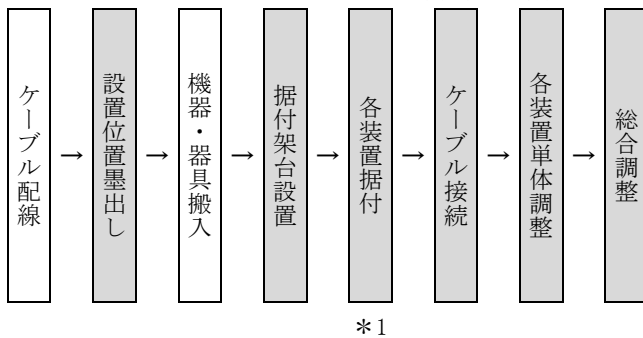 ケーブル配線
→
設置位置墨出し
→
機器・器具搬入
→
据付架台設置
→
各装置据付
→
ケーブル接続
→
各装置単体調整
→
総合調整
＊1